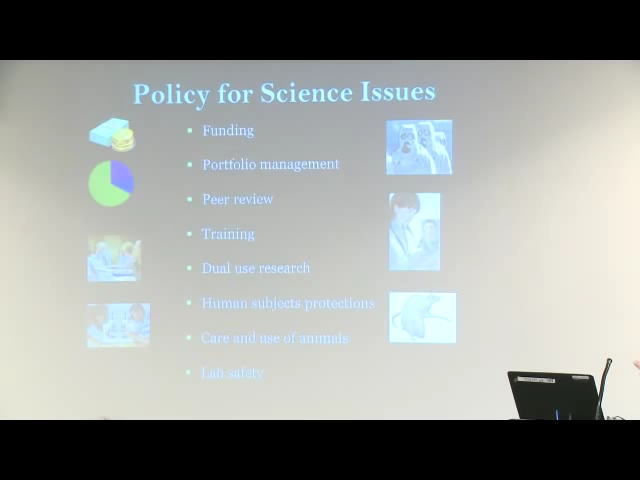 Policy for Science Issues
Funding
Portfolio management
Peer review
Training
Dual use research
Human subjects protections
Care and use of animals
Lab safety